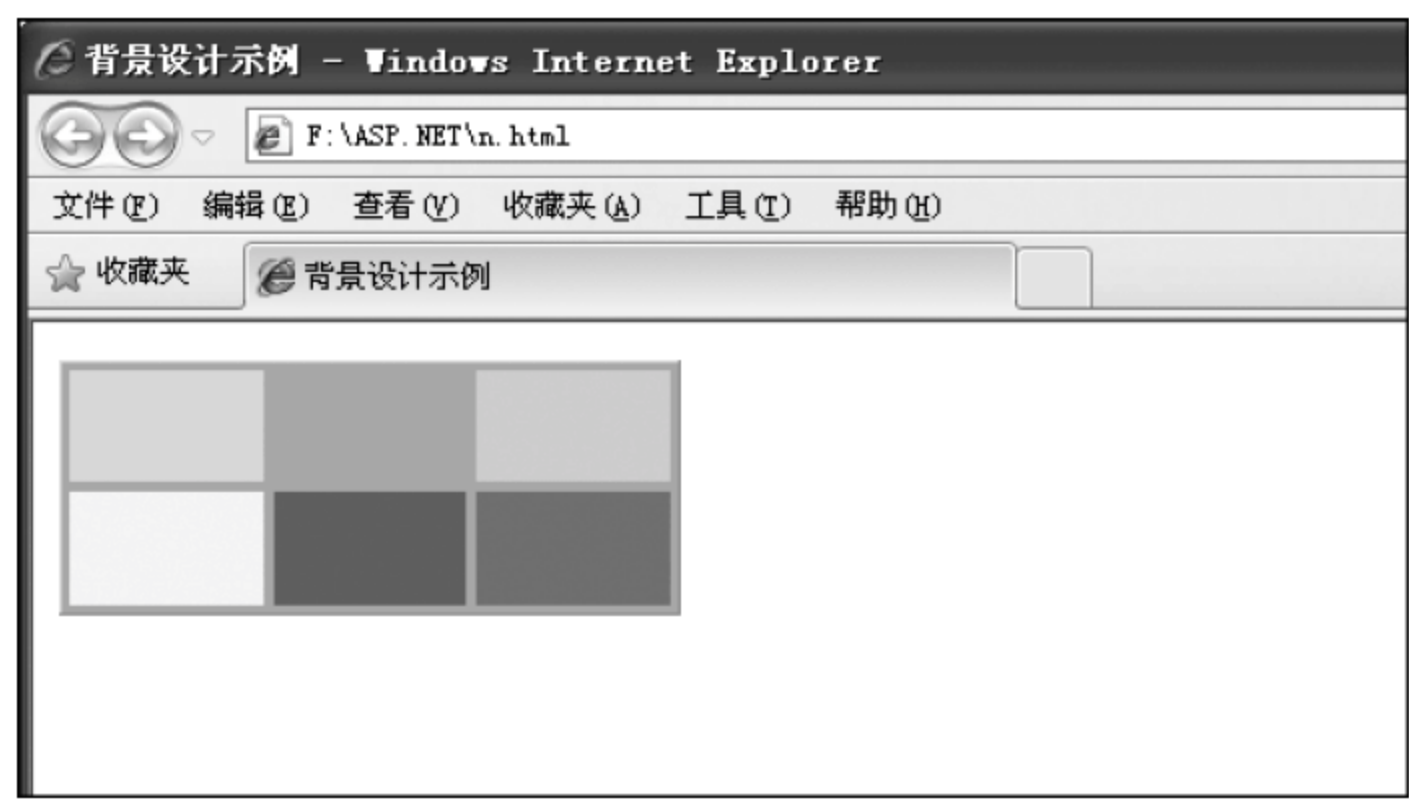 背景设计示例 - Windows Internet Explorer
F:\ASP.NET\n.html
文件(F) 编辑(E) 查看(V) 收藏夹(A) 工具(T) 帮助(H)
收藏夹 背景设计示例